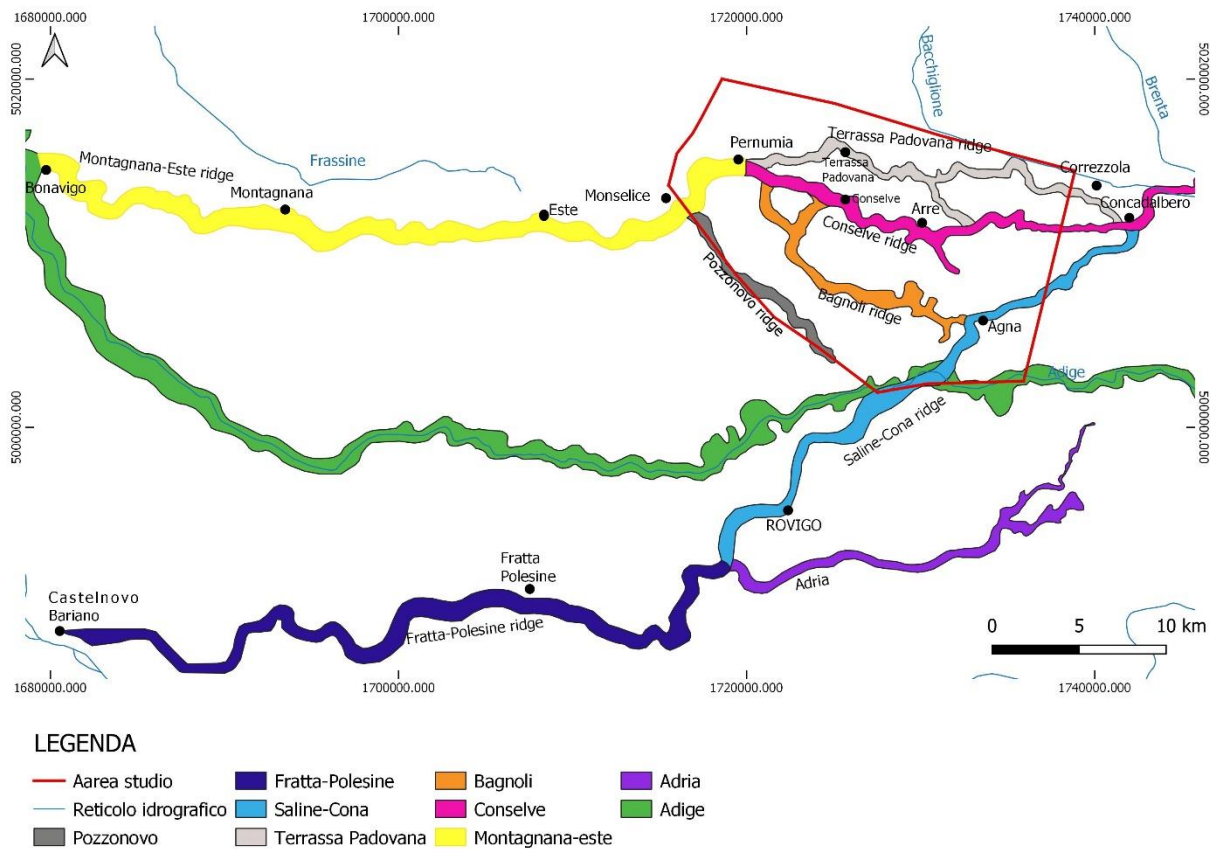 1680000.000
1700000.000
1720000.000
1740000.000
5020000.000
5020000.000
Bacchiglione
Brenta
Frassine
Montagnana-Este ridge
Bonavigo
Montagnana
Este
Monselice
Pernumia
Terrassa Padovana ridge
Terrassa
Padovana
Correzzola
Conselve
Concadalbero
Arre
Conselve ridge
Pozzonovo ridge
Bagnoli ridge
Agna
Adige
5000000.000
5000000.000
Saline-Cona ridge
ROVIGO
Fratta
Polesine
Adria
Castelnovo
Bariano
Fratta-Polesine ridge
0 5 10 km
1680000.000
1700000.000
1720000.000
1740000.000
LEGENDA
Aarea studio
Fratta-Polesine
Bagnoli
Adria
Reticolo idrografico
Saline-Cona
Conselve
Adige
Pozzonovo
Terrassa Padovana
Montagnana-este